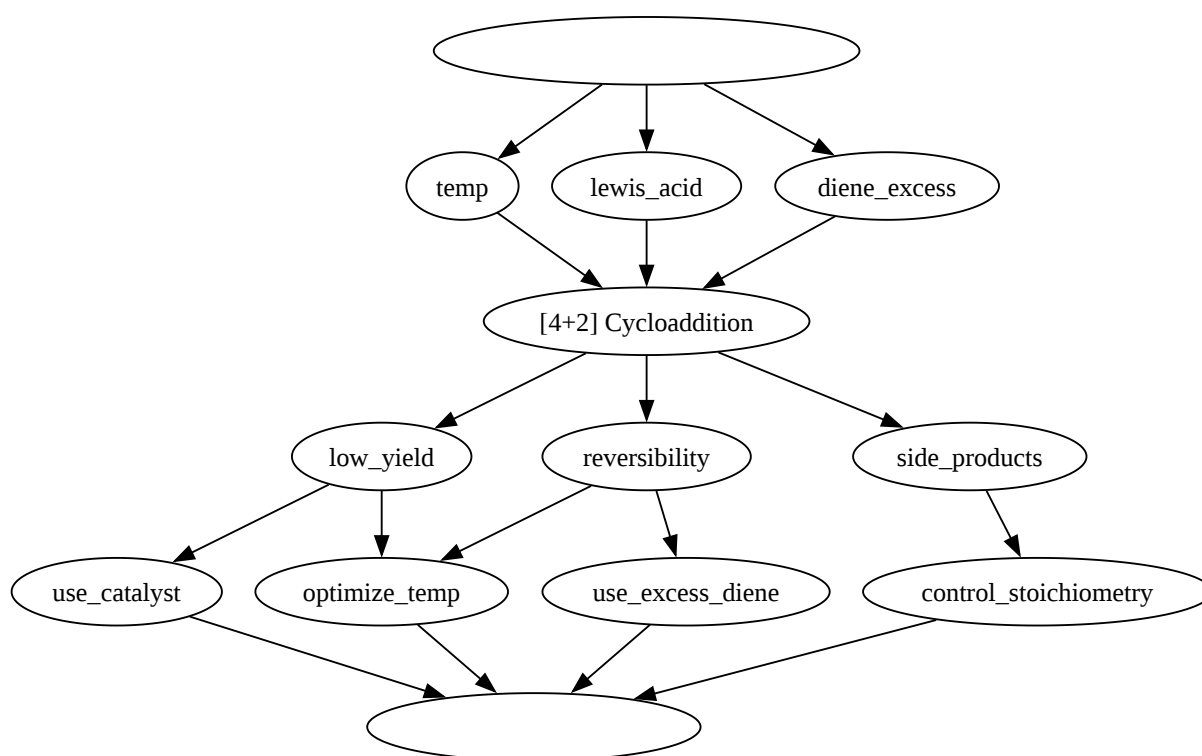 temp
lewis_acid
diene_excess
[4+2] Cycloaddition
low_yield
reversibility
side_products
use_catalyst
optimize_temp
use_excess_diene
control_stoichiometry